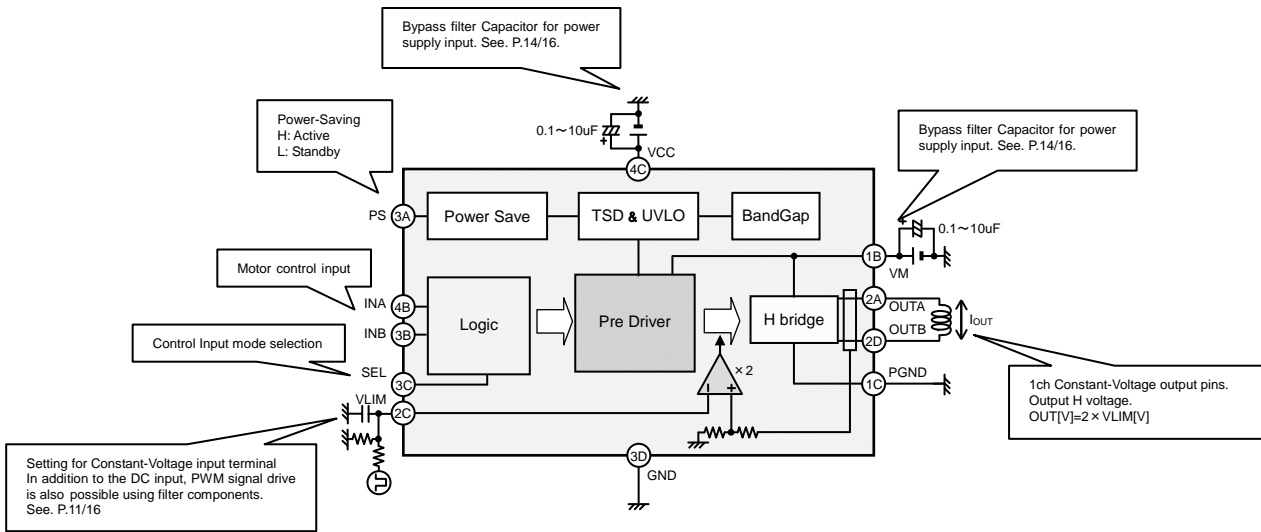 Bypass filter Capacitor for power
supply input. See. P.14/16.
Power-Saving
H: Active
L: Standby
0.1～10uF
+
VCC
4C
Bypass filter Capacitor for power
supply input. See. P.14/16.
PS
3A
Power Save
TSD & UVLO
BandGap
+
0.1～10uF
1B
VM
Motor control input
INA
4B
INB
3B
Logic
Pre Driver
H bridge
2A
OUTA
OUTB
2D
IOUT
Control Input mode selection
SEL
3C
×2
PGND
1C
VLIM
2C
-
+
1ch Constant-Voltage output pins.
Output H voltage.
OUT[V]=2×VLIM[V]
Setting for Constant-Voltage input terminal
In addition to the DC input, PWM signal drive
is also possible using filter components.
See. P.11/16
3D
GND